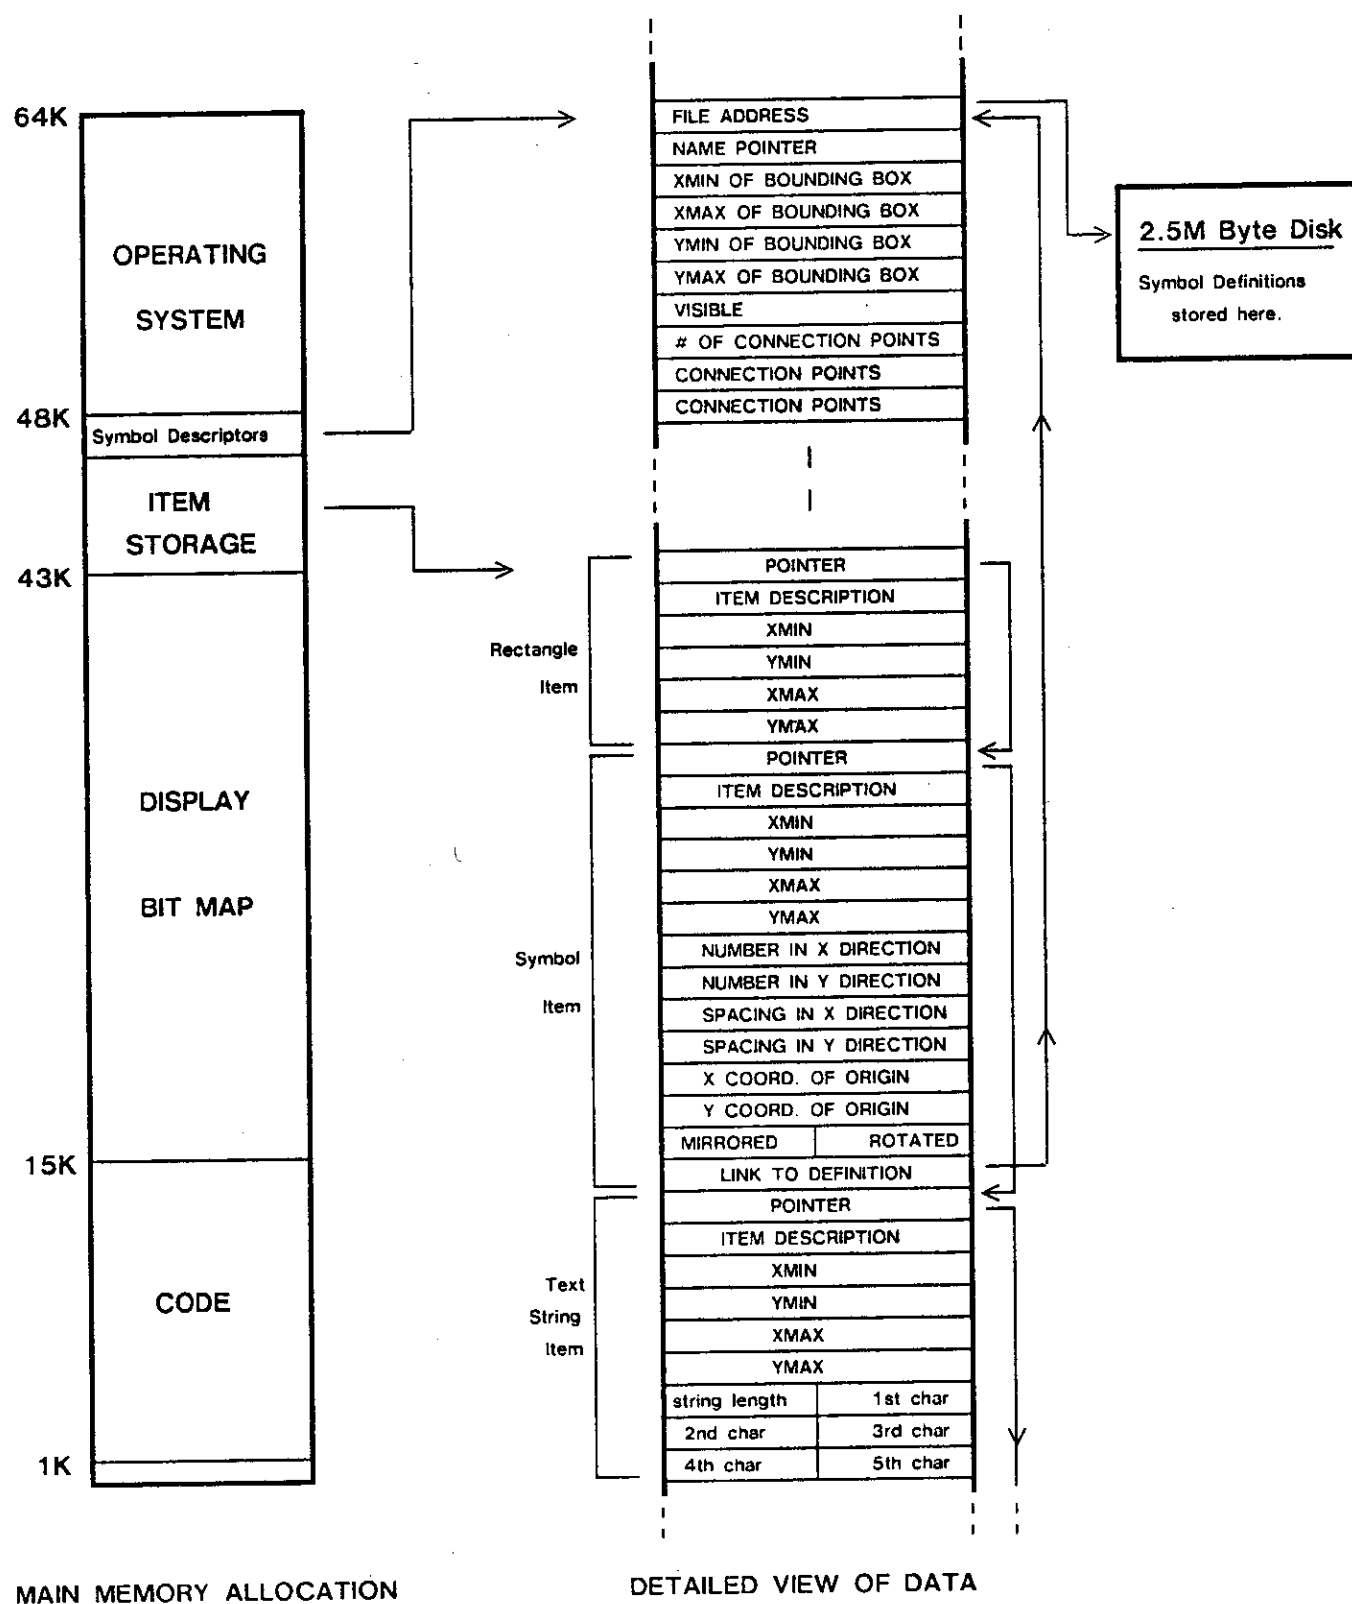 64K
OPERATING
SYSTEM
48K
Symbol Descriptors
ITEM
STORAGE
43K
DISPLAY
BIT MAP
15K
CODE
1K
MAIN MEMORY ALLOCATION
FILE ADDRESS
NAME POINTER
XMIN OF BOUNDING BOX
XMAX OF BOUNDING BOX
YMIN OF BOUNDING BOX
YMAX OF BOUNDING BOX
VISIBLE
# OF CONNECTION POINTS
CONNECTION POINTS
CONNECTION POINTS
2.5M Byte Disk
Symbol Definitions
stored here.
Rectangle
Item
POINTER
ITEM DESCRIPTION
XMIN
YMIN
XMAX
YMAX
Symbol
Item
POINTER
ITEM DESCRIPTION
XMIN
YMIN
XMAX
YMAX
NUMBER IN X DIRECTION
NUMBER IN Y DIRECTION
SPACING IN X DIRECTION
SPACING IN Y DIRECTION
X COORD. OF ORIGIN
Y COORD. OF ORIGIN
MIRRORED ROTATED
LINK TO DEFINITION
Text
String
Item
POINTER
ITEM DESCRIPTION
XMIN
YMIN
XMAX
YMAX
string length 1st char
2nd char 3rd char
4th char 5th char
DETAILED VIEW OF DATA